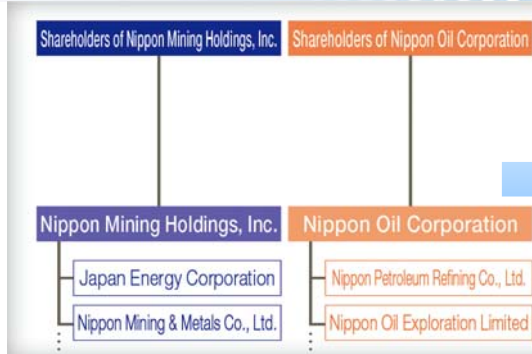 Shareholders of Nippon Mining Holdings, Inc.
Shareholders of Nippon Oil Corporation
Nippon Mining Holdings, Inc.
Nippon Oil Corporation
Japan Energy Corporation
Nippon Petroleum Refining Co., Ltd.
Nippon Mining & Metals Co., Ltd.
Nippon Oil Exploration Limited